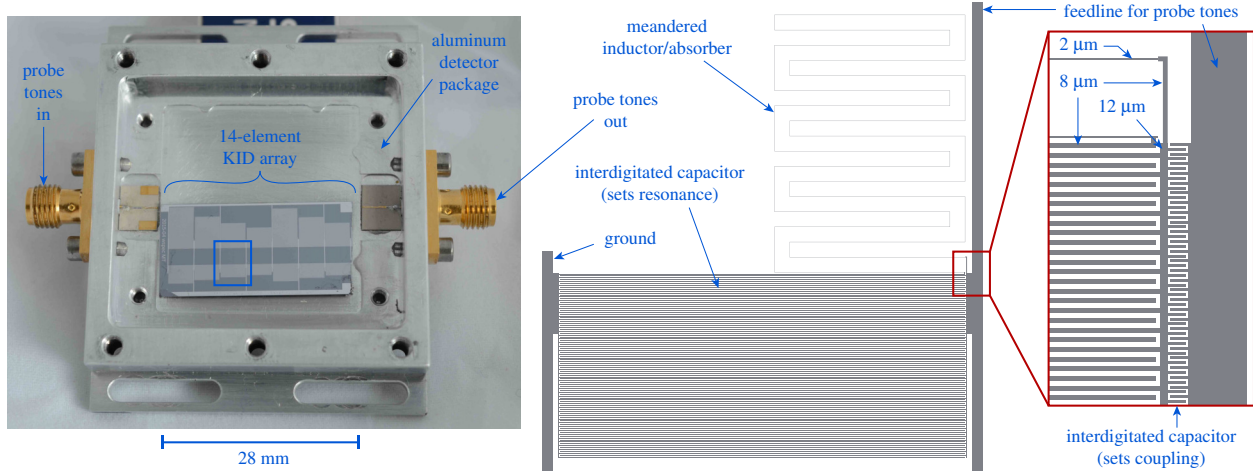 probe
tones
in
14-element
KID array
aluminum
detector
package
probe tones
out
28 mm
meandered
inductor/absorber
interdigitated capacitor
(sets resonance)
ground
feedline for probe tones
2 μm
8 μm
12 μm
interdigitated capacitor
(sets coupling)